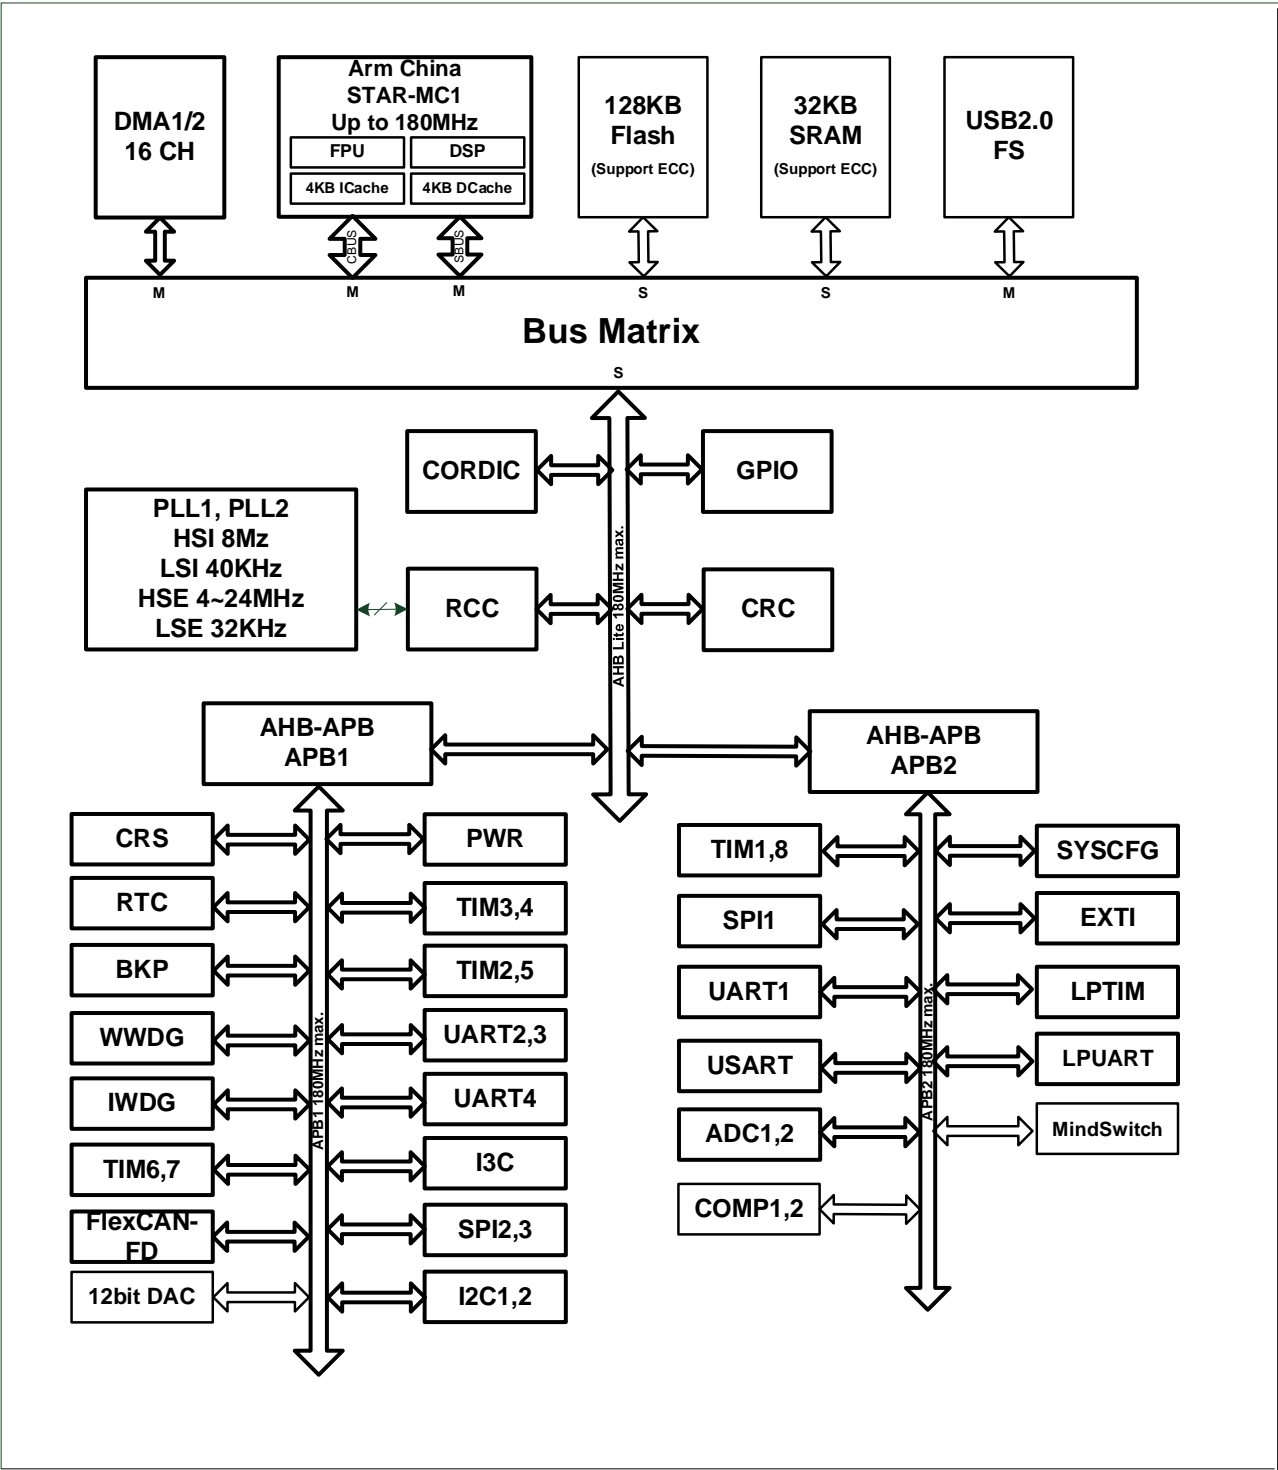 DMA1/2
16 CH
Arm China
STAR-MC1
Up to 180MHz
FPU
DSP
4KB ICache
4KB DCache
128KB
Flash
(Support ECC)
32KB
SRAM
(Support ECC)
USB2.0
FS
CBUS
SBUS
M
M
M
S
S
M
Bus Matrix
S
CORDIC
GPIO
PLL1, PLL2
HSI 8Mz
LSI 40KHz
HSE 4~24MHz
LSE 32KHz
RCC
CRC
AHB Lite 180MHz max.
AHB-APB
APB1
AHB-APB
APB2
CRS
PWR
RTC
TIM3,4
BKP
TIM2,5
WWDG
UART2,3
IWDG
UART4
TIM6,7
I3C
FlexCAN-
FD
SPI2,3
12bit DAC
I2C1,2
APB1 180MHz max.
TIM1,8
SYSCFG
SPI1
EXTI
UART1
LPTIM
USART
LPUART
ADC1,2
MindSwitch
COMP1,2
APB2 180MHz max.